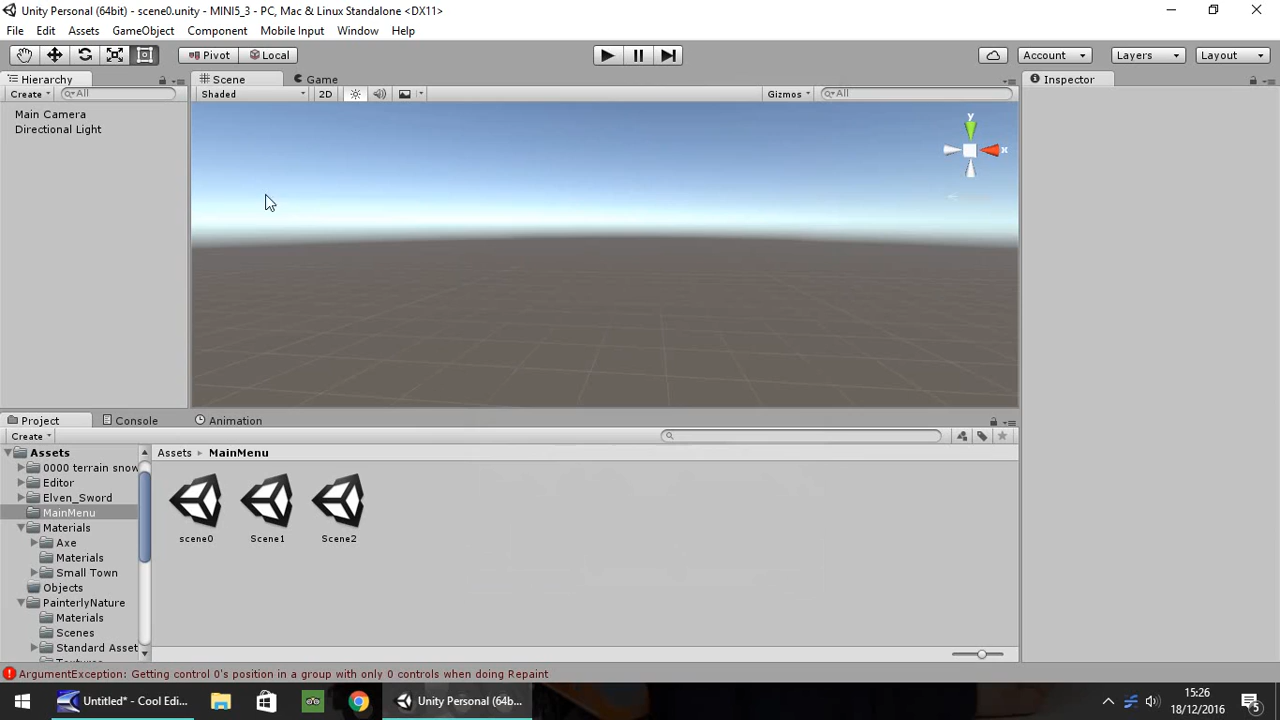 Unity Personal (64bit) - scene0.unity - MINI5_3 - PC, Mac & Linux Standalone <DX11>
File Edit Assets GameObject Component Mobile Input Window Help
Pivot Local Account Layers Layout
Hierarchy Scene Game Inspector
Create All Shaded 2D Gizmos All
Main Camera
Directional Light
y
x
Project Console Animation
Create
Assets Assets MainMenu
0000 terrain snow
Editor
Elven_Sword
MainMenu
Materials
Axe
Materials
Small Town
Objects
PainterlyNature
Materials
Scenes
Standard Asset
scene0 Scene1 Scene2
ArgumentException: Getting control 0's position in a group with only 0 controls when doing Repaint
Untitled* - Cool Edi... Unity Personal (64b...
15:26
18/12/2016
5